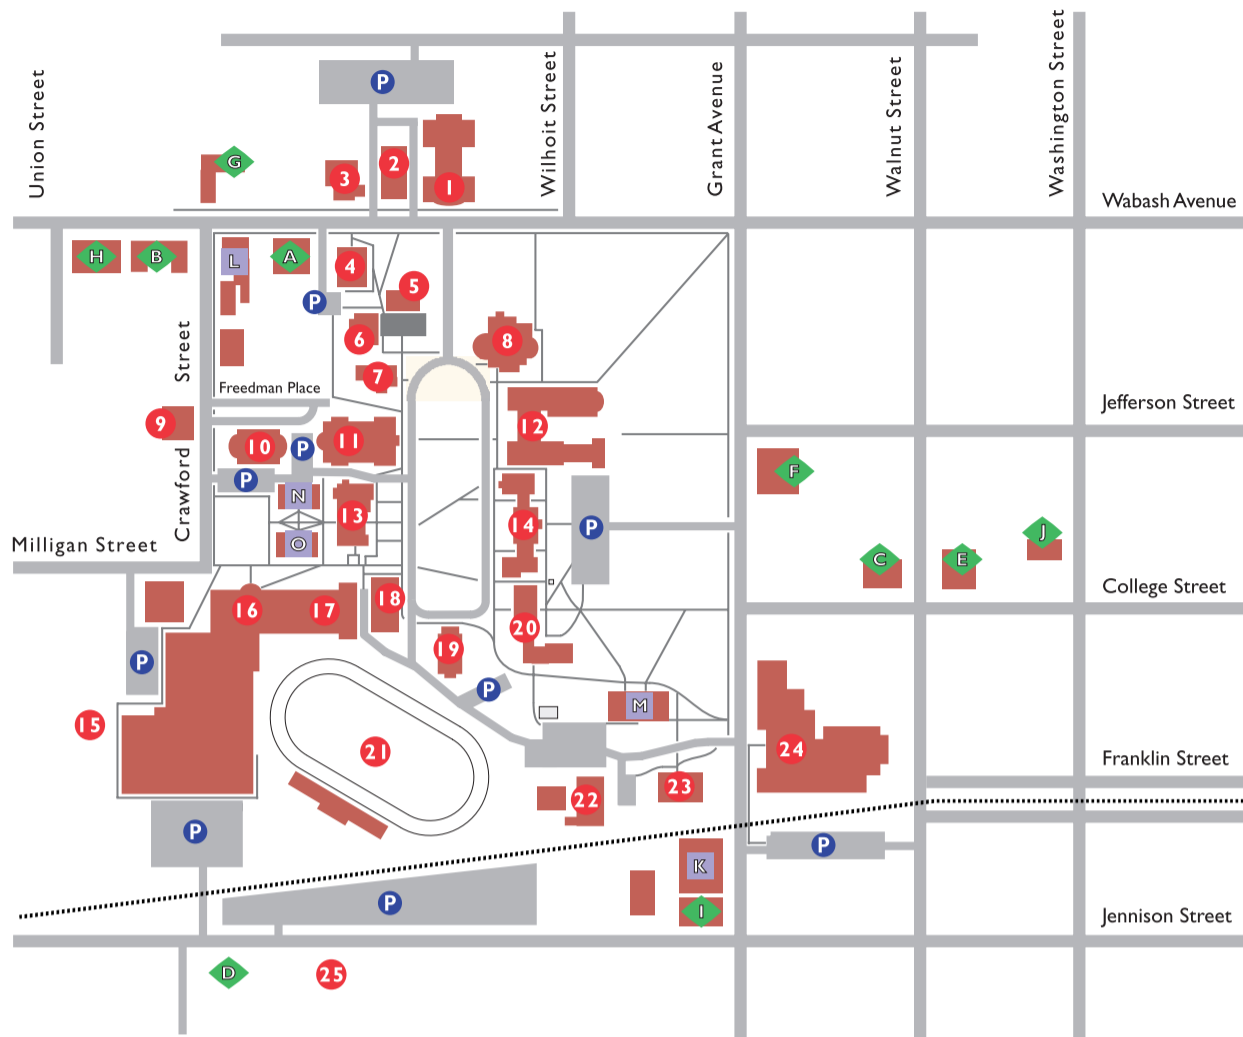 P
Union Street
Wilhoit Street
Grant Avenue
Walnut Street
Washington Street
G
3
2
1
Wabash Avenue
H
B
L
A
4
5
P
6
8
7
Crawford Street
Freedman Place
Jefferson Street
9
10
P
11
12
P
N
F
13
14
P
O
J
Milligan Street
C
E
College Street
16
17
18
20
19
P
P
M
15
21
24
Franklin Street
23
22
P
P
K
P
I
Jennison Street
D
25